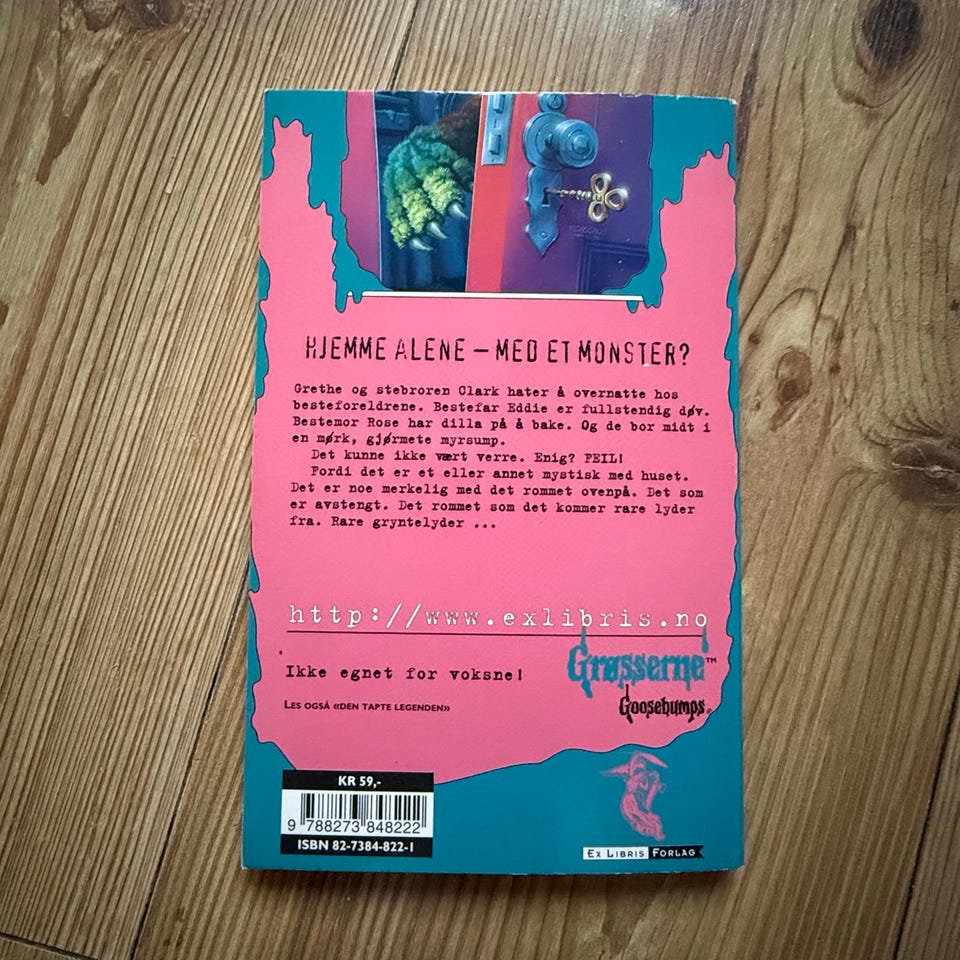 HJEMME ALENE – MED ET MONSTER?
Grethe og stebroren Clark hater å overnatte hos
besteforeldrene. Bestefar Eddie er fullstendig døv.
Bestemor Rose har dilla på å bake. Og de bor midt i
en mørk, gjørmete myrsump.
Det kunne ikke vært verre. Enig? FEIL!
Fordi det er et eller annet mystisk med huset.
Det er noe merkelig med det rommet ovenpå. Det som
er avstengt. Det rommet som det kommer rare lyder
fra. Rare gryntelyder ...
http://www.exlibris.no
Grøsserne™
Ikke egnet for voksne!
Goosebumps®
LES OGSÅ «DEN TAPTE LEGENDEN»
KR 59,-
9 788273 848222
ISBN 82-7384-822-1
EX LIBRIS FORLAG